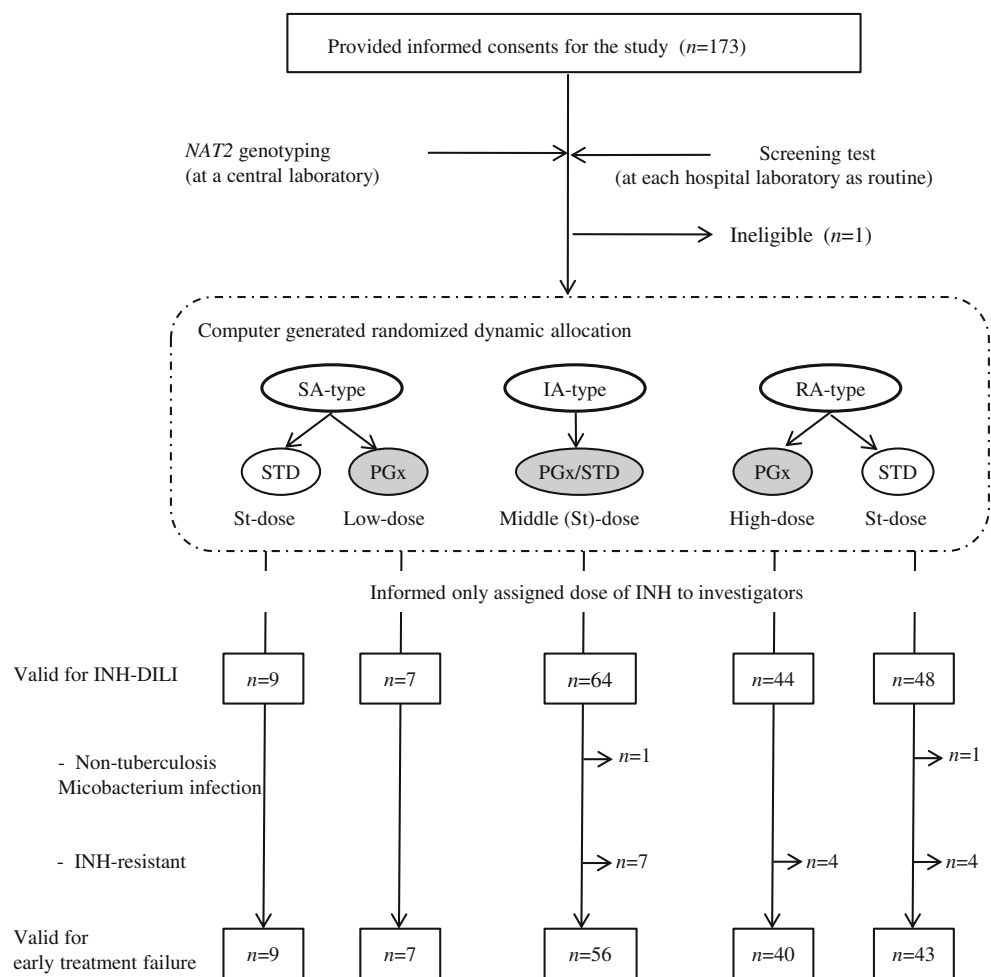 Provided informed consents for the study (n=173)
NAT2 genotyping
(at a central laboratory)
Screening test
(at each hospital laboratory as routine)
Ineligible (n=1)
Computer generated randomized dynamic allocation
SA-type
IA-type
RA-type
STD
PGx
PGx/STD
PGx
STD
St-dose
Low-dose
Middle (St)-dose
High-dose
St-dose
Informed only assigned dose of INH to investigators
Valid for INH-DILI
n=9
n=7
n=64
n=44
n=48
- Non-tuberculosis
Micobacterium infection
n=1
n=1
- INH-resistant
n=7
n=4
n=4
Valid for
early treatment failure
n=9
n=7
n=56
n=40
n=43